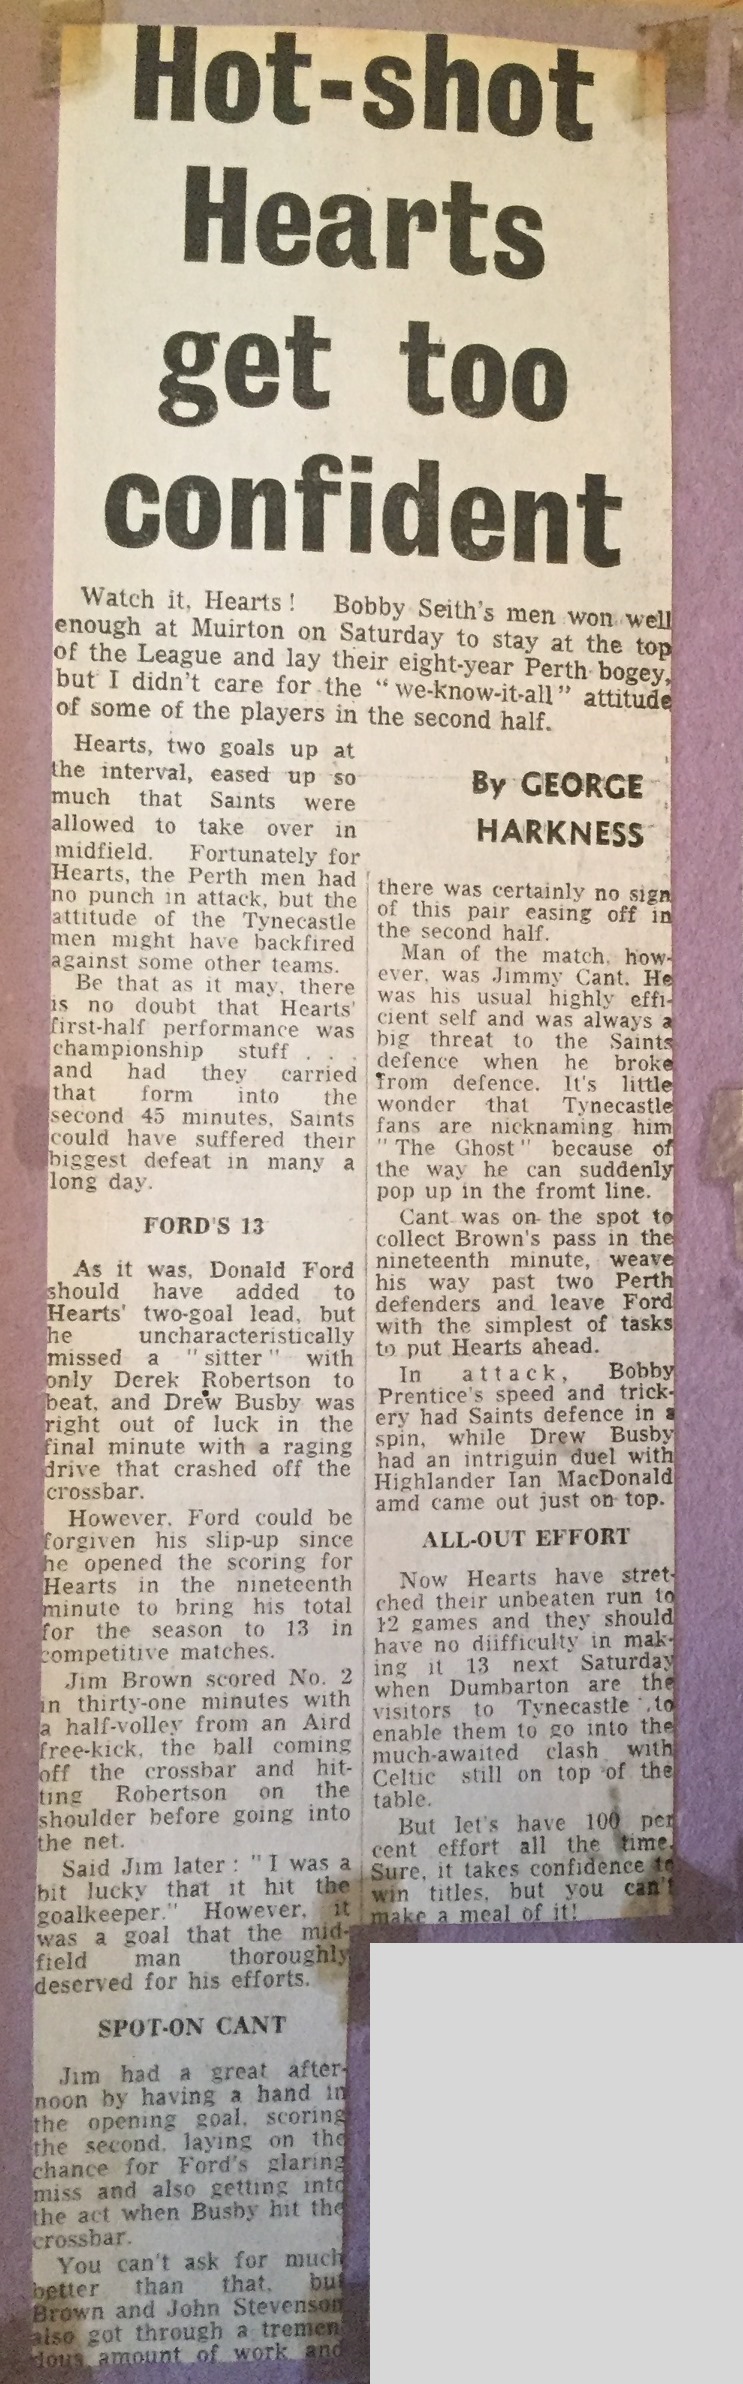 Hot-shot
Hearts
get too
confident
Watch it, Hearts! Bobby Seith's men won well
enough at Muirton on Saturday to stay at the top
of the League and lay their eight-year Perth bogey,
but I didn't care for the "we-know-it-all" attitude
of some of the players in the second half.
Hearts, two goals up at
the interval, eased up so
much that Saints were
allowed to take over in
midfield. Fortunately for
Hearts, the Perth men had
no punch in attack, but the
attitude of the Tynecastle
men might have backfired
against some other teams.
Be that as it may, there
is no doubt that Hearts'
first-half performance was
championship stuff . . .
and had they carried
that form into the
second 45 minutes, Saints
could have suffered their
biggest defeat in many a
long day.
FORD'S 13
As it was, Donald Ford
should have added to
Hearts' two-goal lead, but
he uncharacteristically
missed a "sitter" with
only Derek Robertson to
beat, and Drew Busby was
right out of luck in the
final minute with a raging
drive that crashed off the
crossbar.
However, Ford could be
forgiven his slip-up since
he opened the scoring for
Hearts in the nineteenth
minute to bring his total
for the season to 13 in
competitive matches.
Jim Brown scored No. 2
in thirty-one minutes with
a half-volley from an Aird
free-kick, the ball coming
off the crossbar and hit-
ting Robertson on the
shoulder before going into
the net.
Said Jim later: "I was a
bit lucky that it hit the
goalkeeper." However, it
was a goal that the mid-
field man thoroughly
deserved for his efforts.
SPOT-ON CANT
Jim had a great after-
noon by having a hand in
the opening goal, scoring
the second, laying on the
chance for Ford's glaring
miss and also getting into
the act when Busby hit the
crossbar.
You can't ask for much
better than that, but
Brown and John Stevenson
also got through a tremen
dous amount of work and
By GEORGE
HARKNESS
there was certainly no sign
of this pair easing off in
the second half.
Man of the match, how-
ever, was Jimmy Cant. He
was his usual highly effi-
cient self and was always a
big threat to the Saints
defence when he broke
from defence. It's little
wonder that Tynecastle
fans are nicknaming him
"The Ghost" because of
the way he can suddenly
pop up in the fromt line.
Cant was on the spot to
collect Brown's pass in the
nineteenth minute, weave
his way past two Perth
defenders and leave Ford
with the simplest of tasks
to put Hearts ahead.
In attack, Bobby
Prentice's speed and trick-
ery had Saints defence in a
spin, while Drew Busby
had an intriguin duel with
Highlander Ian MacDonald
amd came out just on top.
ALL-OUT EFFORT
Now Hearts have stret-
ched their unbeaten run to
12 games and they should
have no diifficulty in mak-
ing it 13 next Saturday
when Dumbarton are the
visitors to Tynecastle to
enable them to go into the
much-awaited clash with
Celtic still on top of the
table.
But let's have 100 per
cent effort all the time.
Sure, it takes confidence to
win titles, but you can't
make a meal of it!